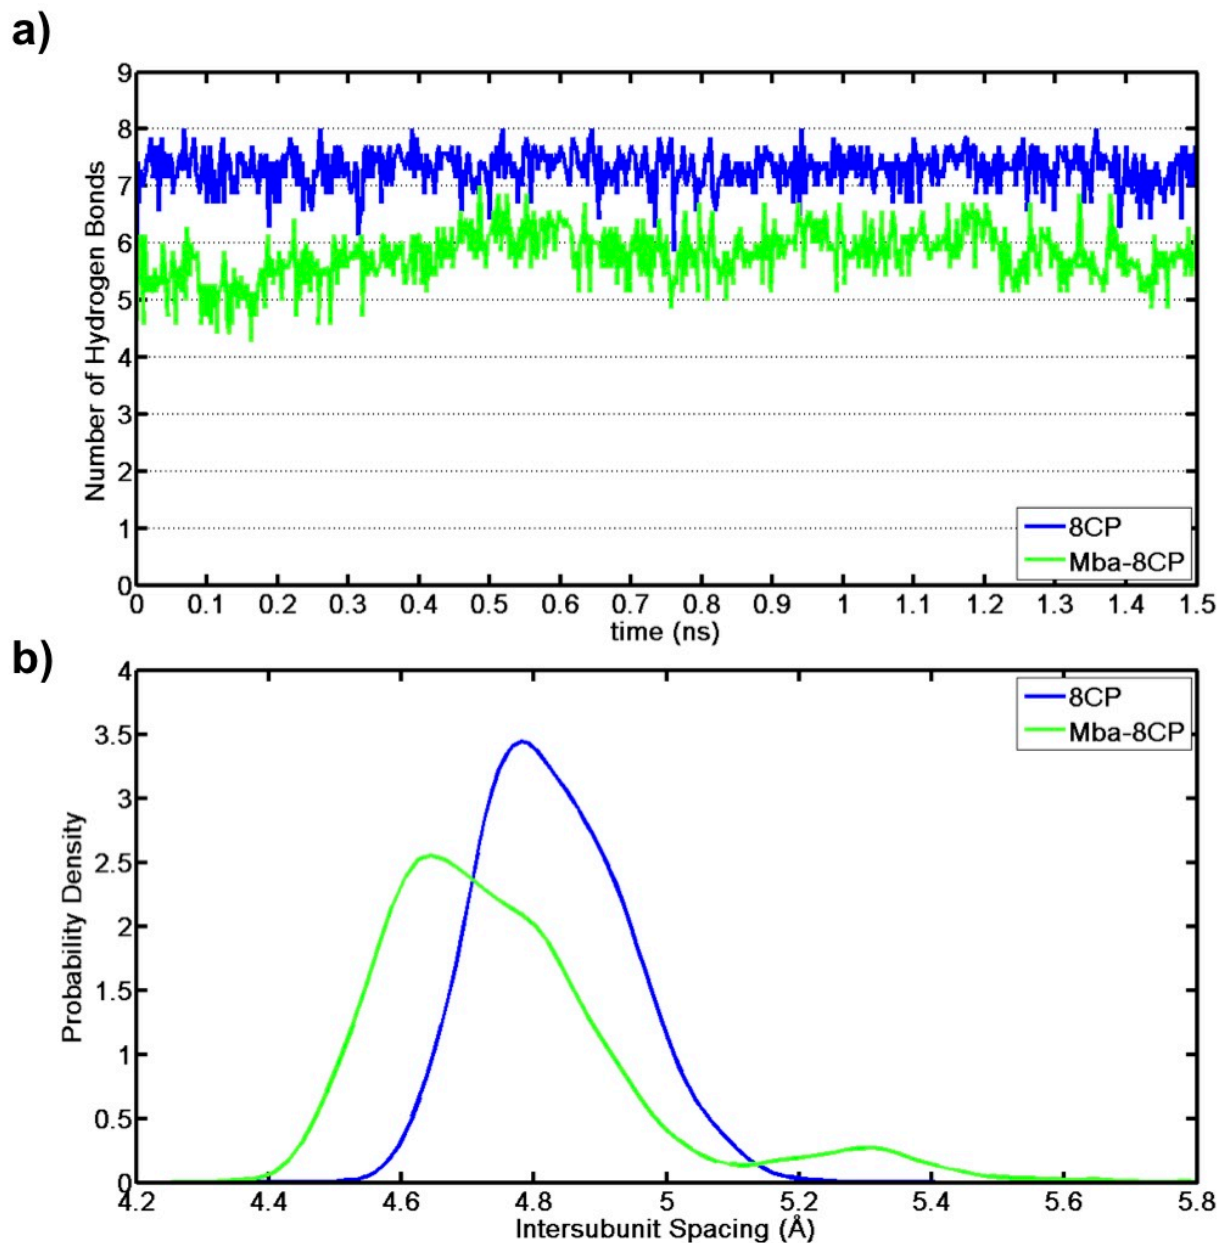 a)
9
8
7
6
5
4
3
2
1
0
Number of Hydrogen Bonds
8CP
Mba-8CP
0 0.1 0.2 0.3 0.4 0.5 0.6 0.7 0.8 0.9 1 1.1 1.2 1.3 1.4 1.5
time (ns)
b)
4
3.5
3
2.5
2
1.5
1
0.5
0
Probability Density
8CP
Mba-8CP
4.2 4.4 4.6 4.8 5 5.2 5.4 5.6 5.8
Intersubunit Spacing (Å)